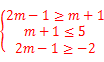 2m − 1 ≥ m + 1
m + 1 ≤ 5
2m − 1 ≥ −2